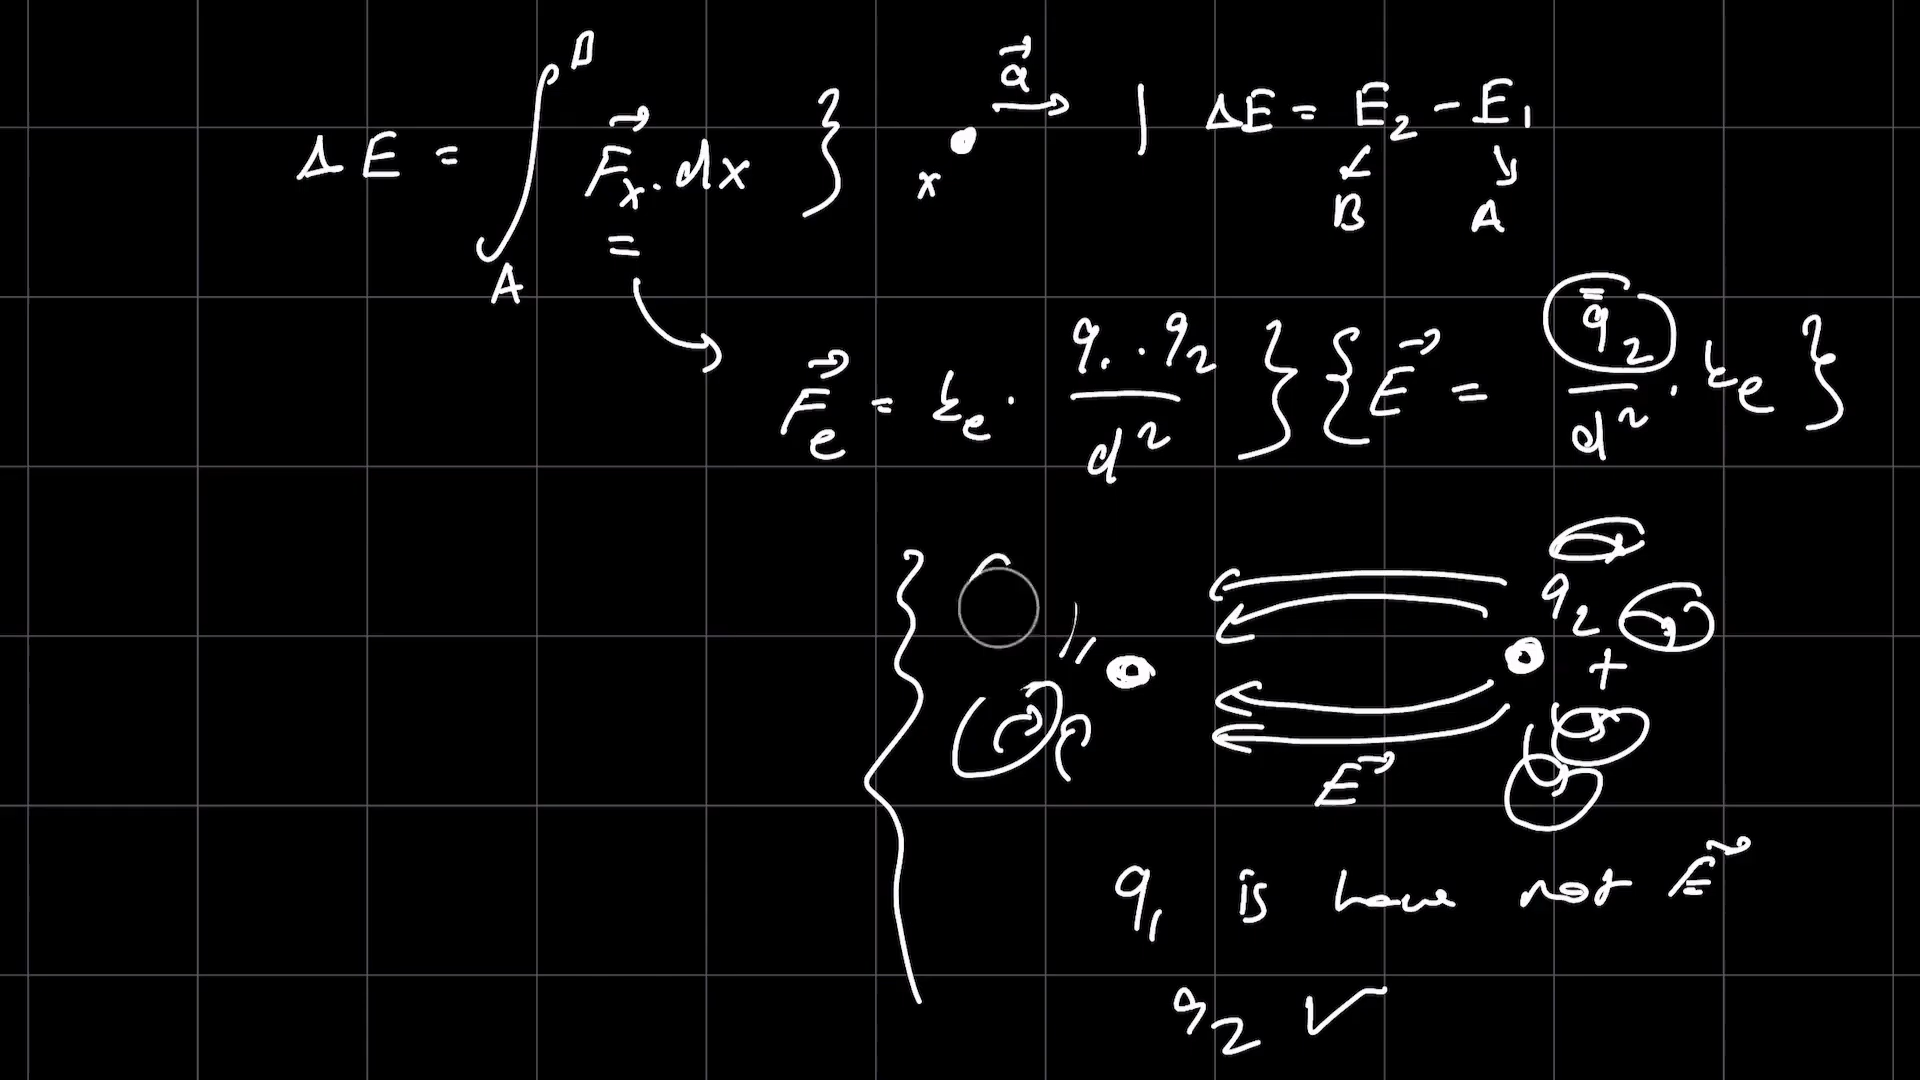 ΔE = ∫_A^B F⃗ₓ . dx } x a⃗ | ΔE = E₂ - E₁
B A
=
F⃗ₑ = kₑ . q₁ . q₂ / d² } { E⃗ = q₂ / d² . kₑ }
q₂
+
E⃗
q₁ is have not E⃗
q₂ ✓